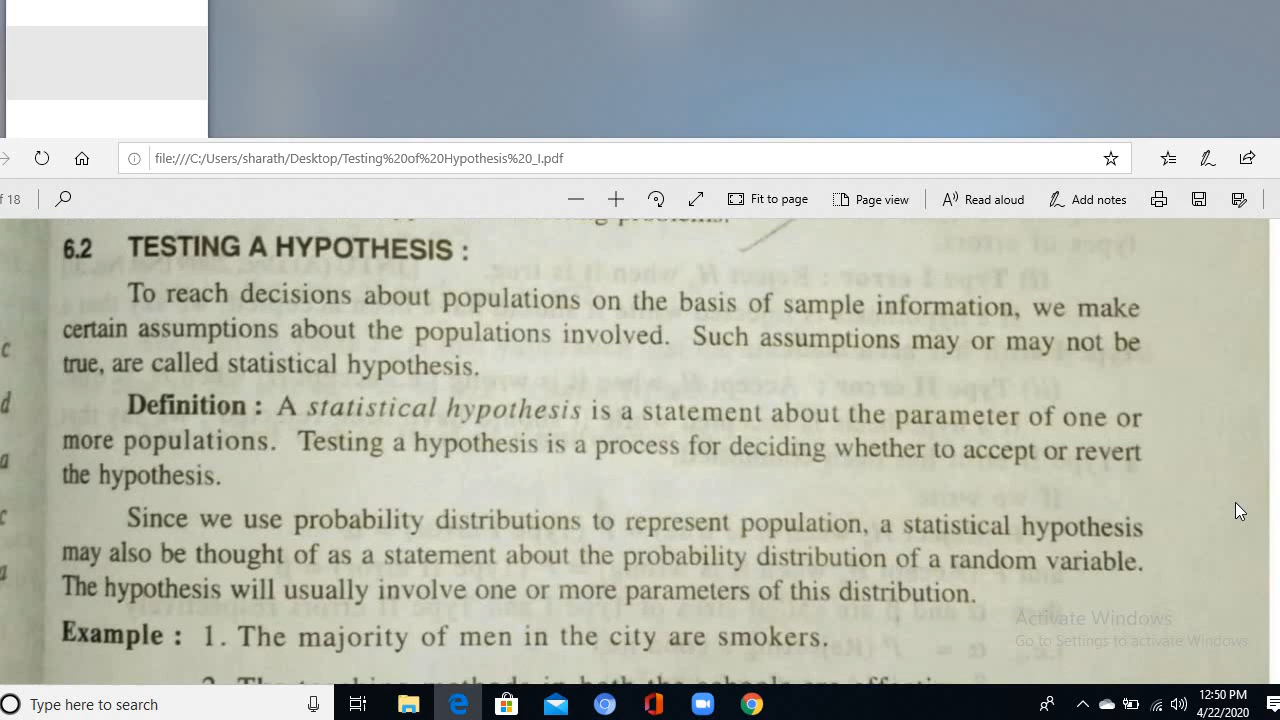 file:///C:/Users/sharath/Desktop/Testing%20of%20Hypothesis%20_I.pdf
of 18
Fit to page
Page view
Read aloud
Add notes
6.2 TESTING A HYPOTHESIS :
To reach decisions about populations on the basis of sample information, we make
certain assumptions about the populations involved. Such assumptions may or may not be
true, are called statistical hypothesis.
Definition : A statistical hypothesis is a statement about the parameter of one or
more populations. Testing a hypothesis is a process for deciding whether to accept or revert
the hypothesis.
Since we use probability distributions to represent population, a statistical hypothesis
may also be thought of as a statement about the probability distribution of a random variable.
The hypothesis will usually involve one or more parameters of this distribution.
Example : 1. The majority of men in the city are smokers.
Activate Windows
Go to Settings to activate Windows.
Type here to search
12:50 PM
4/22/2020